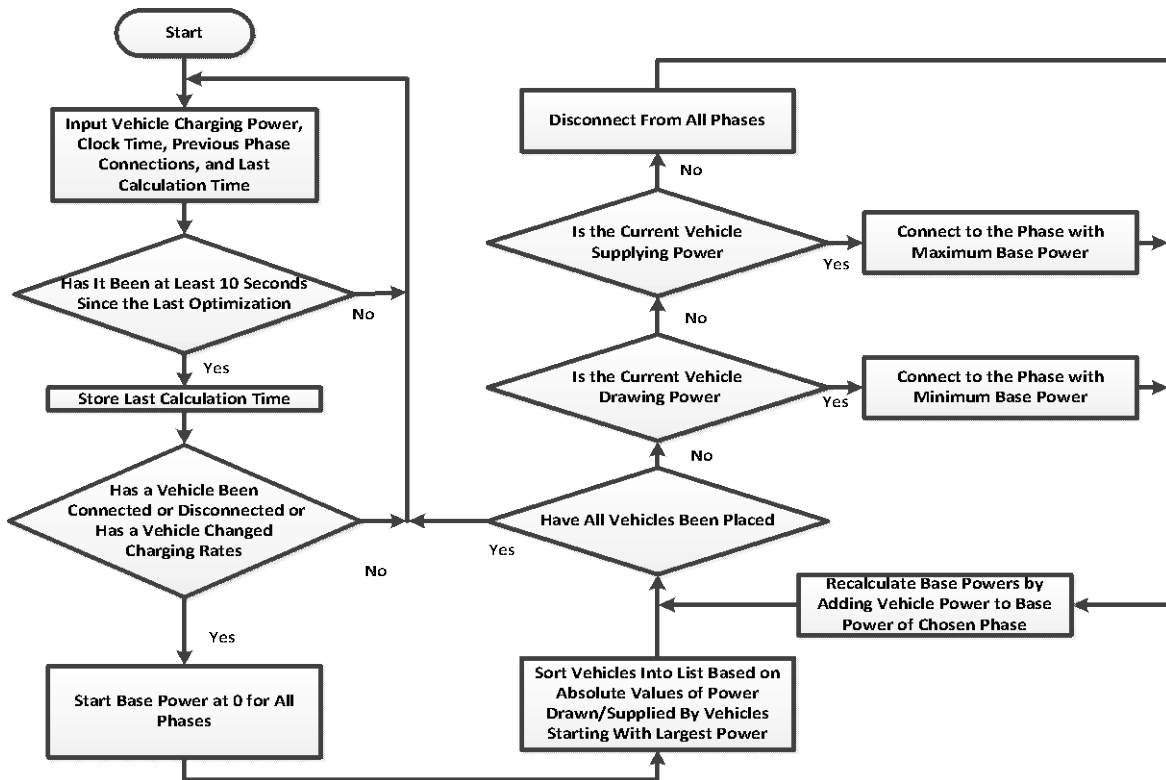 Start
Input Vehicle Charging Power,
Clock Time, Previous Phase
Connections, and Last
Calculation Time
Has It Been at Least 10 Seconds
Since the Last Optimization
No
Yes
Store Last Calculation Time
Has a Vehicle Been
Connected or Disconnected or
Has a Vehicle Changed
Charging Rates
No
Yes
Start Base Power at 0 for All
Phases
Sort Vehicles Into List Based on
Absolute Values of Power
Drawn/Supplied By Vehicles
Starting With Largest Power
Have All Vehicles Been Placed
Yes
No
Is the Current Vehicle
Drawing Power
Yes
Connect to the Phase with
Minimum Base Power
No
Is the Current Vehicle
Supplying Power
Yes
Connect to the Phase with
Maximum Base Power
No
Disconnect From All Phases
Recalculate Base Powers by
Adding Vehicle Power to Base
Power of Chosen Phase